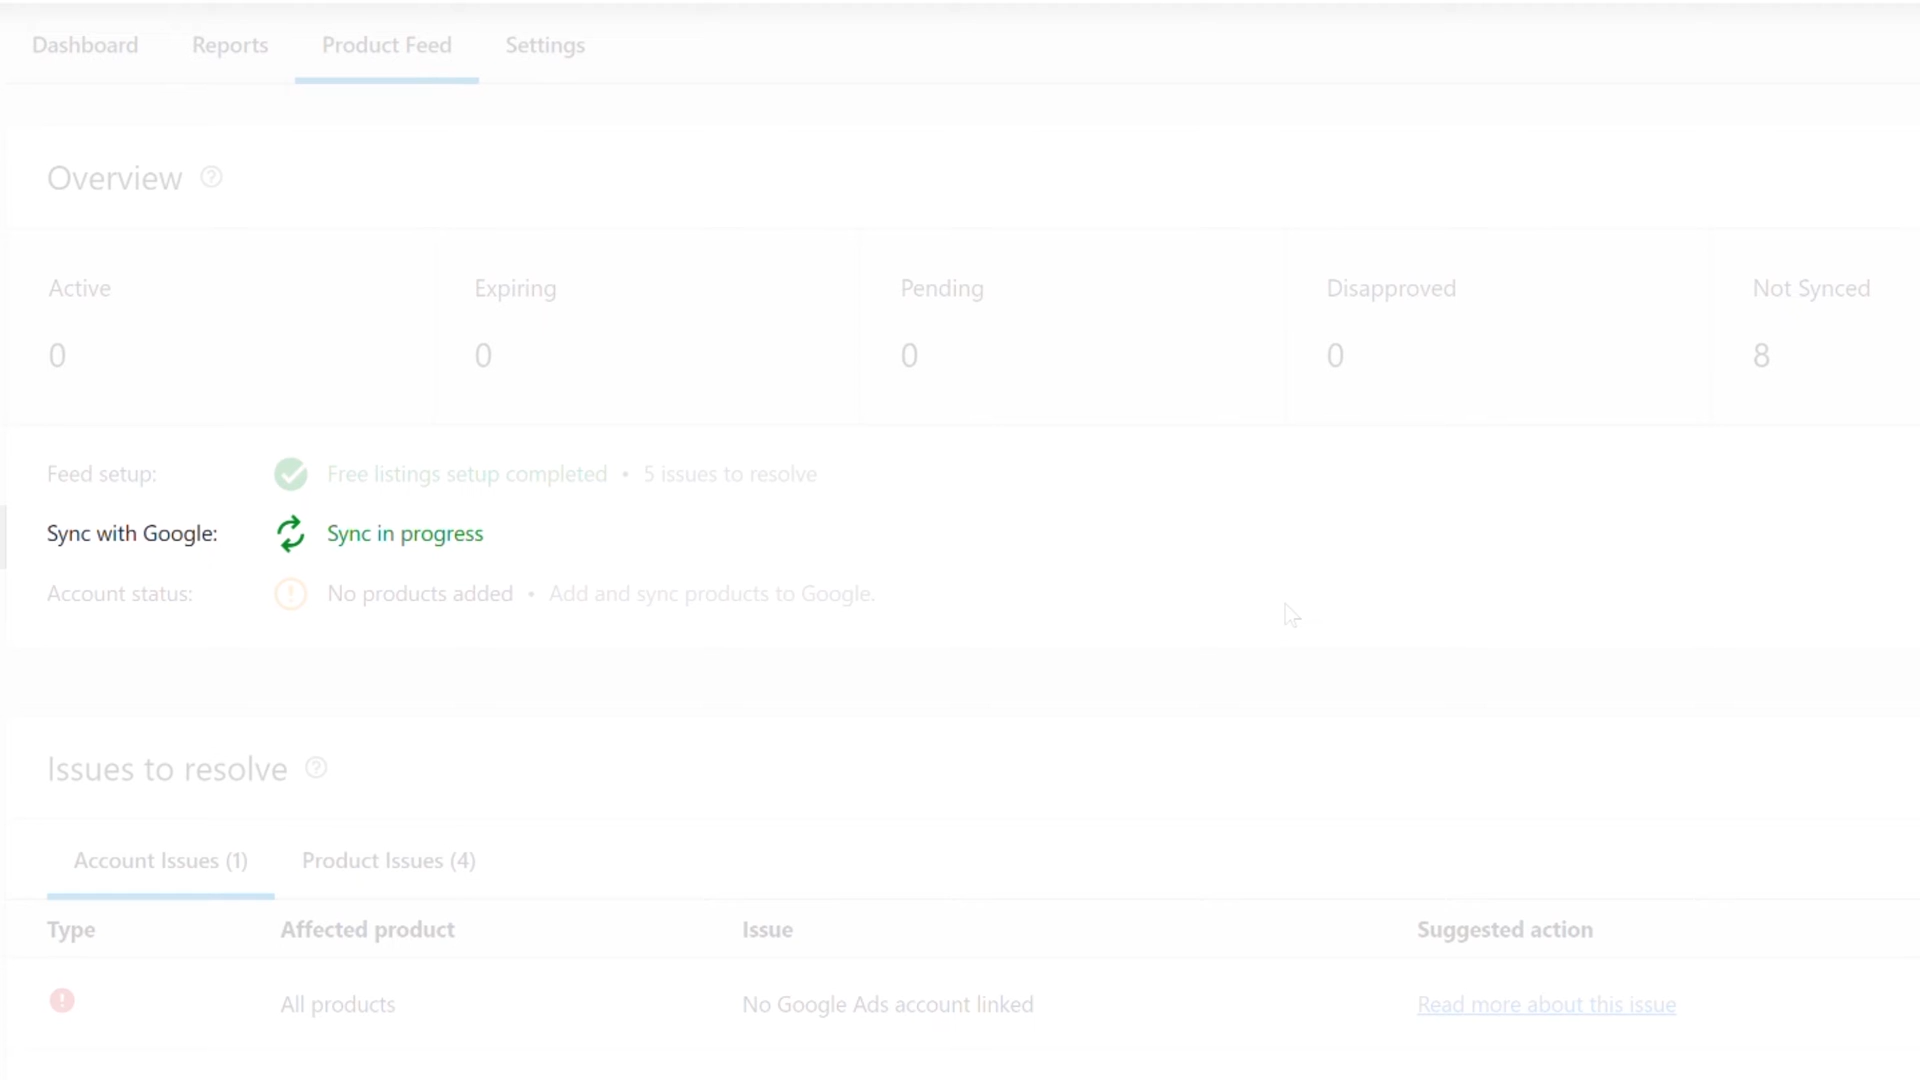 Dashboard Reports Product Feed Settings
Overview
Active Expiring Pending Disapproved Not Synced
0 0 0 0 8
Feed setup: Free listings setup completed • 5 issues to resolve
Sync with Google: Sync in progress
Account status: No products added • Add and sync products to Google.
Issues to resolve
Account Issues (1) Product Issues (4)
Type Affected product Issue Suggested action
All products No Google Ads account linked Read more about this issue